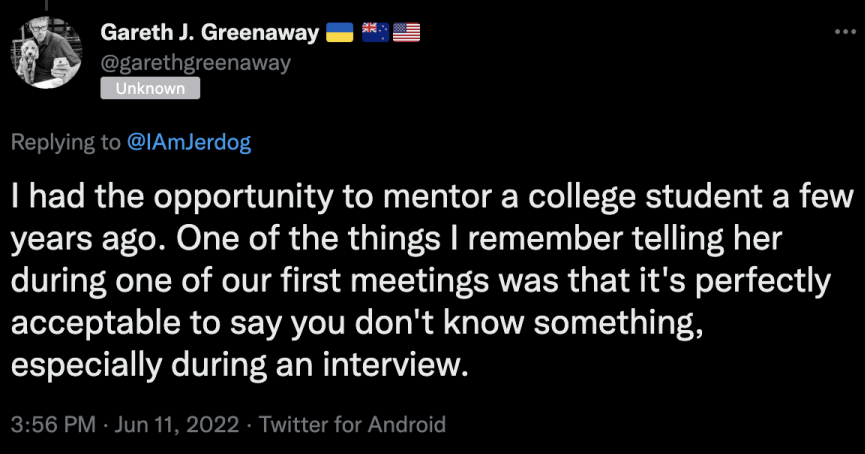 Gareth J. Greenaway 🇺🇦 🇳🇿 🇺🇸
@garethgreenaway
Unknown
Replying to @IAmJerdog
I had the opportunity to mentor a college student a few
years ago. One of the things I remember telling her
during one of our first meetings was that it's perfectly
acceptable to say you don't know something,
especially during an interview.
3:56 PM · Jun 11, 2022 · Twitter for Android